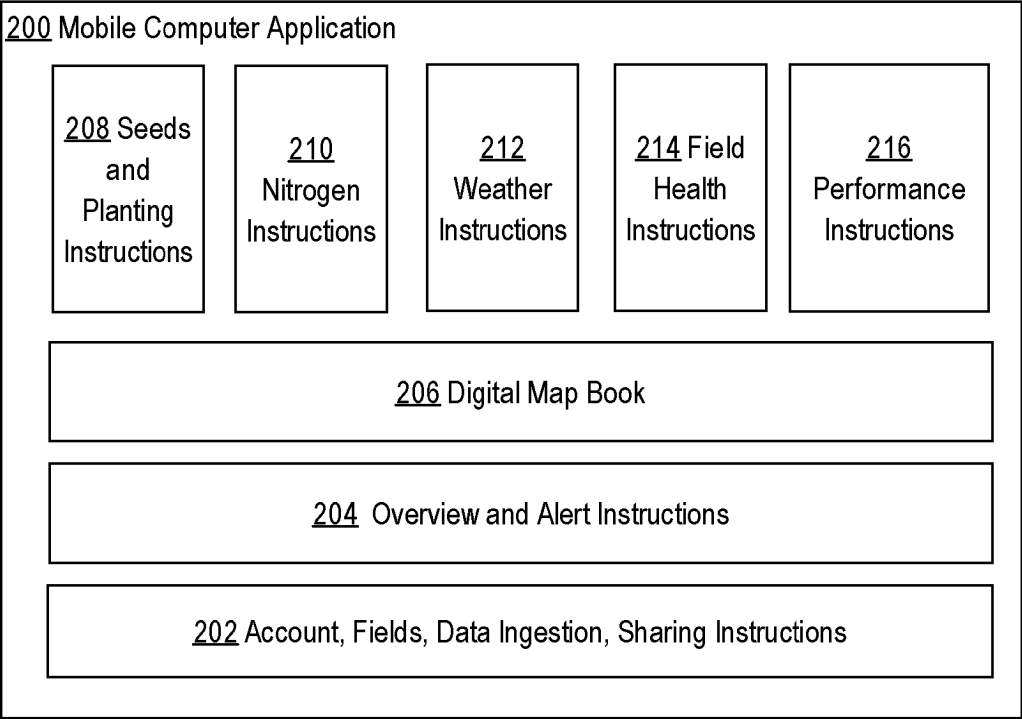 200 Mobile Computer Application
208 Seeds
and
Planting
Instructions
210
Nitrogen
Instructions
212
Weather
Instructions
214 Field
Health
Instructions
216
Performance
Instructions
206 Digital Map Book
204 Overview and Alert Instructions
202 Account, Fields, Data Ingestion, Sharing Instructions